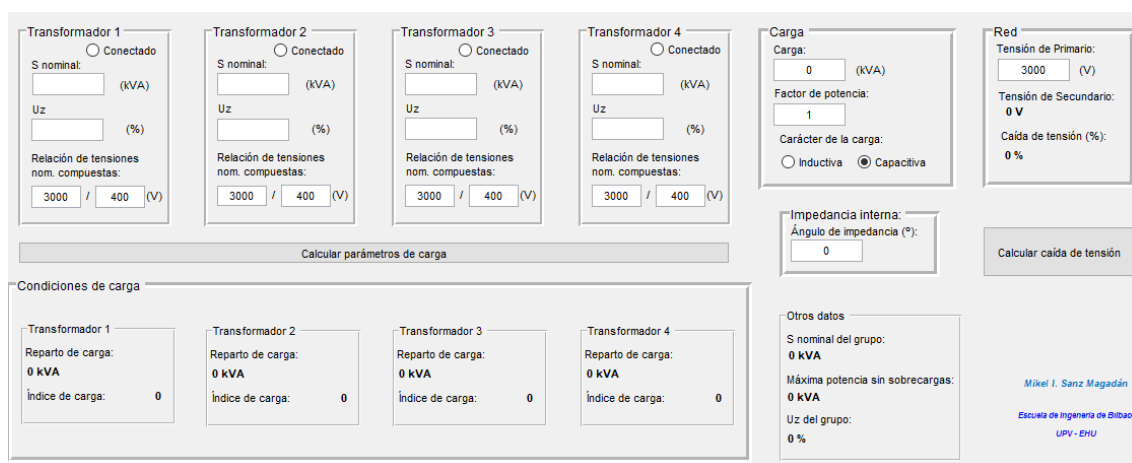 Transformador 1
Conectado
S nominal:
(kVA)
Uz
(%)
Relación de tensiones
nom. compuestas:
3000 / 400 (V)
Transformador 2
Conectado
S nominal:
(kVA)
Uz
(%)
Relación de tensiones
nom. compuestas:
3000 / 400 (V)
Transformador 3
Conectado
S nominal:
(kVA)
Uz
(%)
Relación de tensiones
nom. compuestas:
3000 / 400 (V)
Transformador 4
Conectado
S nominal:
(kVA)
Uz
(%)
Relación de tensiones
nom. compuestas:
3000 / 400 (V)
Carga
Carga:
0 (kVA)
Factor de potencia:
1
Carácter de la carga:
Inductiva Capacitiva
Red
Tensión de Primario:
3000 (V)
Tensión de Secundario:
0 V
Caída de tensión (%):
0 %
Impedancia interna:
Ángulo de impedancia (º):
0
Calcular parámetros de carga
Calcular caída de tensión
Condiciones de carga
Transformador 1
Reparto de carga:
0 kVA
Índice de carga: 0
Transformador 2
Reparto de carga:
0 kVA
Índice de carga: 0
Transformador 3
Reparto de carga:
0 kVA
Índice de carga: 0
Transformador 4
Reparto de carga:
0 kVA
Índice de carga: 0
Otros datos
S nominal del grupo:
0 kVA
Máxima potencia sin sobrecargas:
0 kVA
Uz del grupo:
0 %
Mikel I. Sanz Magadán
Escuela de Ingenería de Bilbao
UPV - EHU